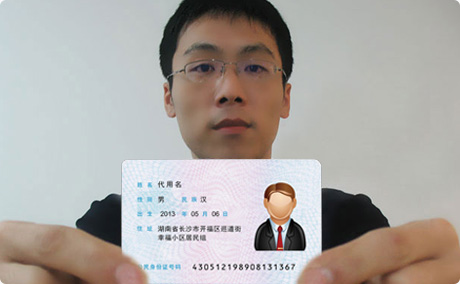 姓名 代用名
性别 男 民族 汉
出生 2013 年 05 月 06 日
住址 湖南省长沙市开福区巡道街
幸福小区居民组
民身份证号码 430512198908131367